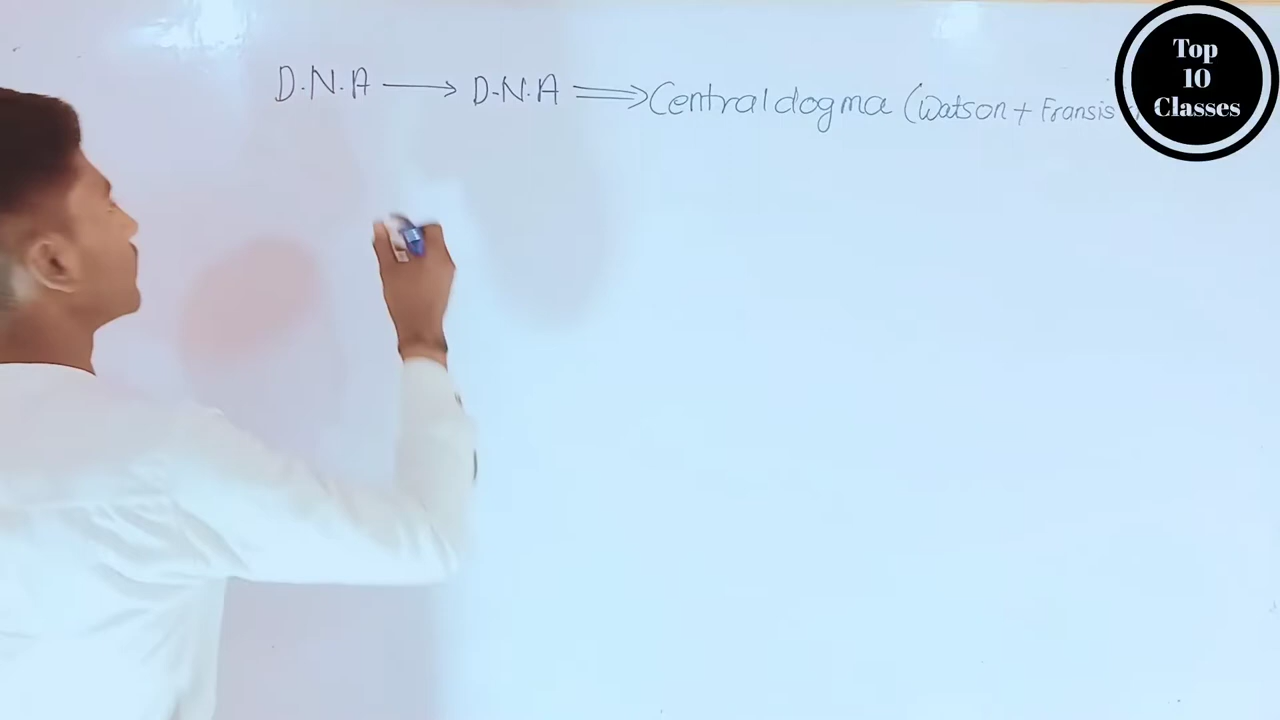 D.N.A → D.N.A ⇒ Central dogma (Watson + Fransis
Top
10
Classes